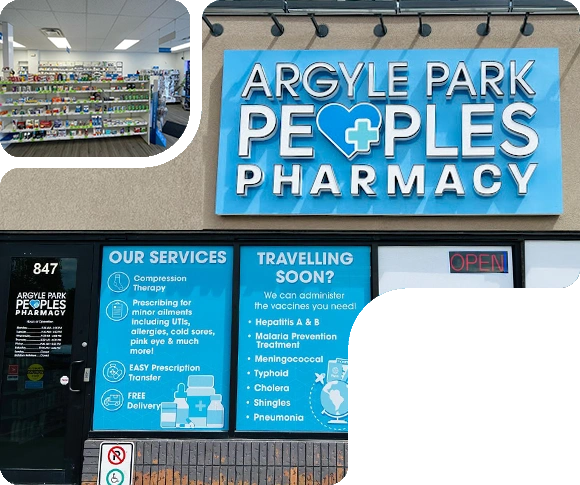 ARGYLE PARK
PEOPLES
PHARMACY
847
ARGYLE PARK
PEOPLES
PHARMACY
OUR SERVICES
Compression
Therapy
Prescribing for
minor ailments
including UTIs,
allergies, cold sores,
pink eye & much
more!
EASY Prescription
Transfer
FREE
Delivery
TRAVELLING
SOON?
We can administer
the vaccines you need!
• Hepatitis A & B
• Malaria Prevention
Treatment
• Meningococcal
• Typhoid
• Cholera
• Shingles
• Pneumonia
OPEN